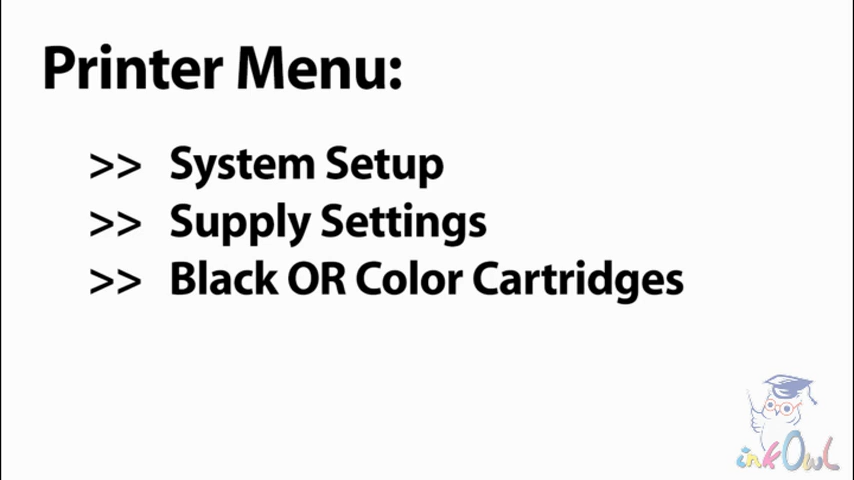 Printer Menu:
>> System Setup
>> Supply Settings
>> Black OR Color Cartridges
inkOwl